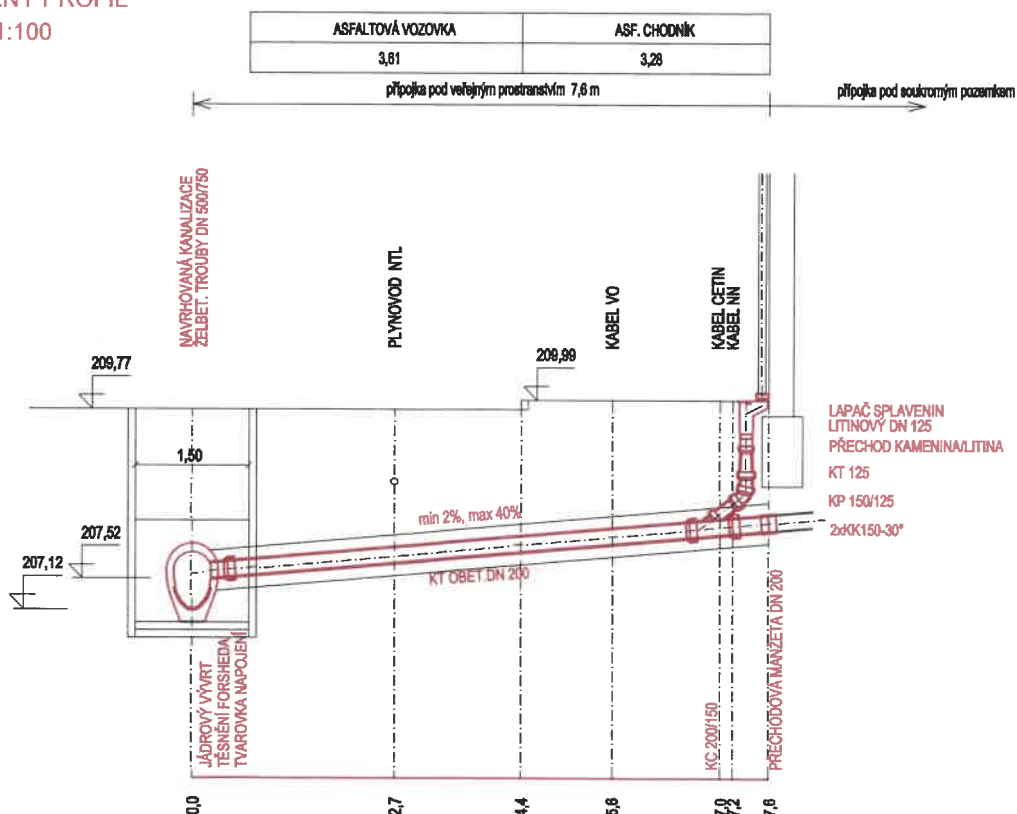 1:100
ASFALTOVÁ VOZOVKA
ASF. CHODNÍK
3,61
3,28
přípojka pod veřejným prostranstvím 7,6 m
přípojka pod soukromým pozemkem
NAVRHOVANÁ KANALIZACE
ŽELBET. TROUBY DN 500/750
PLYNOVOD NTL
KABEL VO
KABEL CETIN
KABEL NN
209,77
209,99
1,50
207,52
207,12
min 2%, max 40%
KT OBET.DN 200
LAPAČ SPLAVENIN
LITINOVÝ DN 125
PŘECHOD KAMENINA/LITINA
KT 125
KP 150/125
2xKK150-30°
JÁDROVÝ VÝVRT
TĚSNĚNÍ FORSHEDA
TVAROVKA NAPOJENÍ
KC 200/150
PŘECHODOVÁ MANŽETA DN 200
0,0
2,7
4,4
5,6
7,0
7,2
7,6